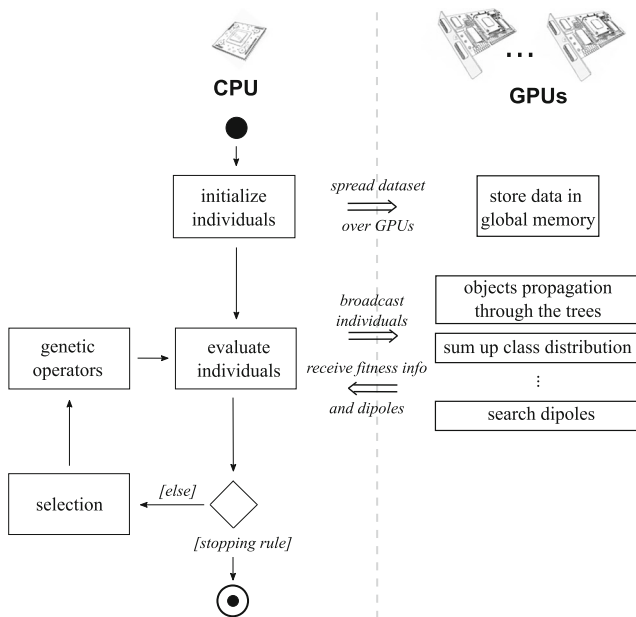 CPU
...
GPUs
initialize
individuals
spread dataset
over GPUs
store data in
global memory
broadcast
individuals
objects propagation
through the trees
genetic
operators
evaluate
individuals
receive fitness info
and dipoles
sum up class distribution
...
search dipoles
selection
[else]
[stopping rule]